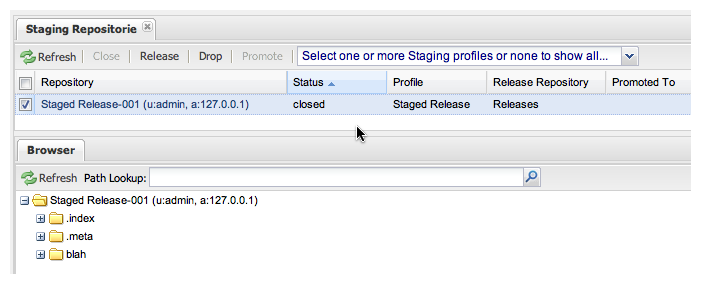 Staging Repositorie
Refresh Close Release Drop Promote Select one or more Staging profiles or none to show all...
Repository Status Profile Release Repository Promoted To
Staged Release-001 (u:admin, a:127.0.0.1) closed Staged Release Releases
Browser
Refresh Path Lookup:
Staged Release-001 (u:admin, a:127.0.0.1)
.index
.meta
blah